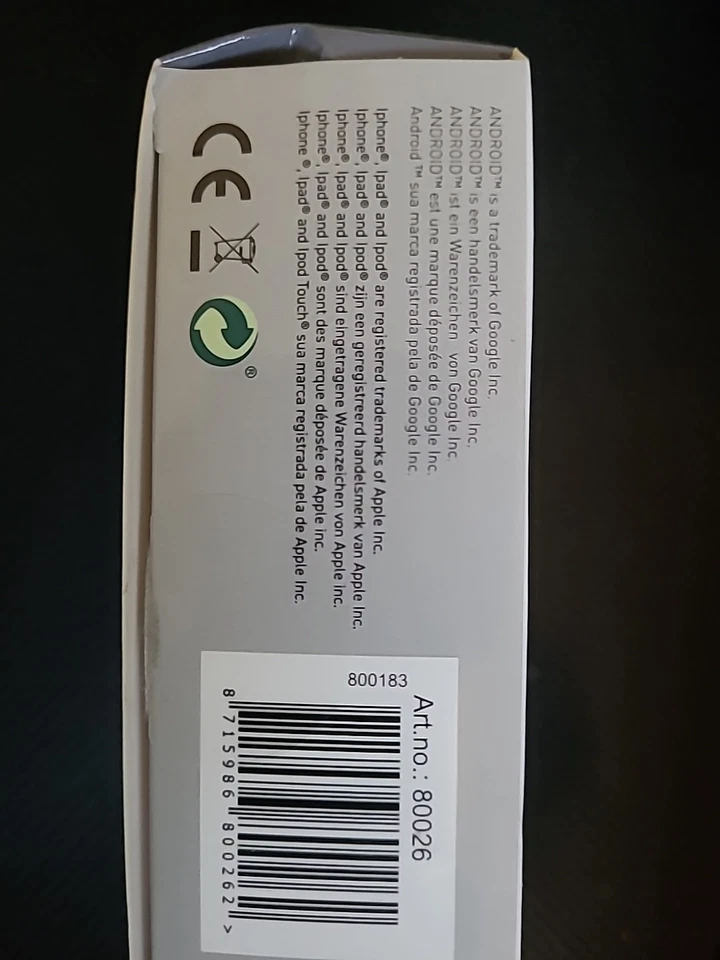 ANDROID™ is a trademark of Google Inc.
ANDROID™ is een handelsmerk van Google Inc.
ANDROID™ ist ein Warenzeichen von Google Inc.
ANDROID™ est une marque déposée de Google Inc.
Android ™ sua marca registrada pela de Google Inc.
Iphone®, Ipad® and Ipod® are registered trademarks of Apple Inc.
Iphone®, Ipad® and Ipod® zijn een geregistreerd handelsmerk van Apple Inc.
Iphone®, Ipad® and Ipod® sind eingetragene Warenzeichen von Apple inc.
Iphone®, Ipad® and Ipod® sont des marque déposée de Apple inc.
Iphone ®, Ipad® and Ipod Touch® sua marca registrada pela de Apple Inc.
CE
®
Art.no.: 80026
800183
8 715986 800262 >